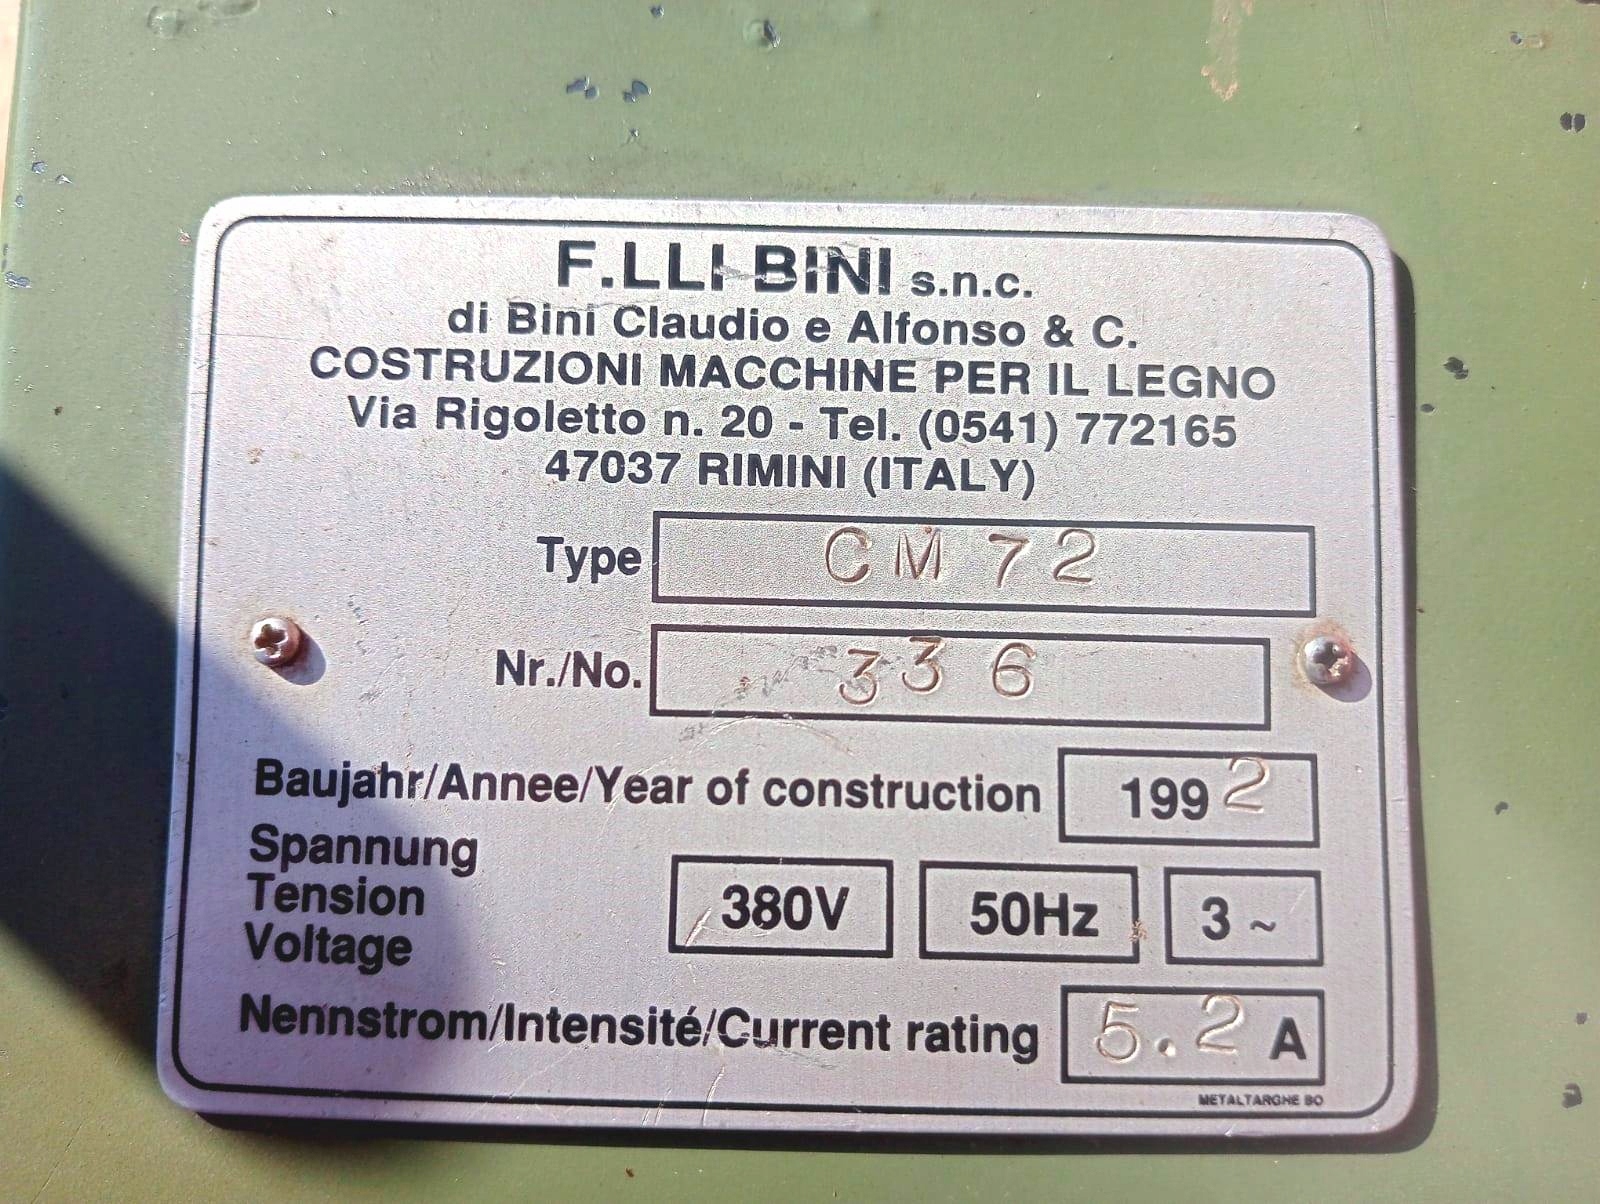 F.LLI BINI s.n.c.
di Bini Claudio e Alfonso & C.
COSTRUZIONI MACCHINE PER IL LEGNO
Via Rigoletto n. 20 - Tel. (0541) 772165
47037 RIMINI (ITALY)
Type CM 72
Nr./No. 336
Baujahr/Annee/Year of construction 1992
Spannung
Tension
Voltage 380V 50Hz 3~
Nennstrom/Intensité/Current rating 5.2 A
METALTARGHE BO